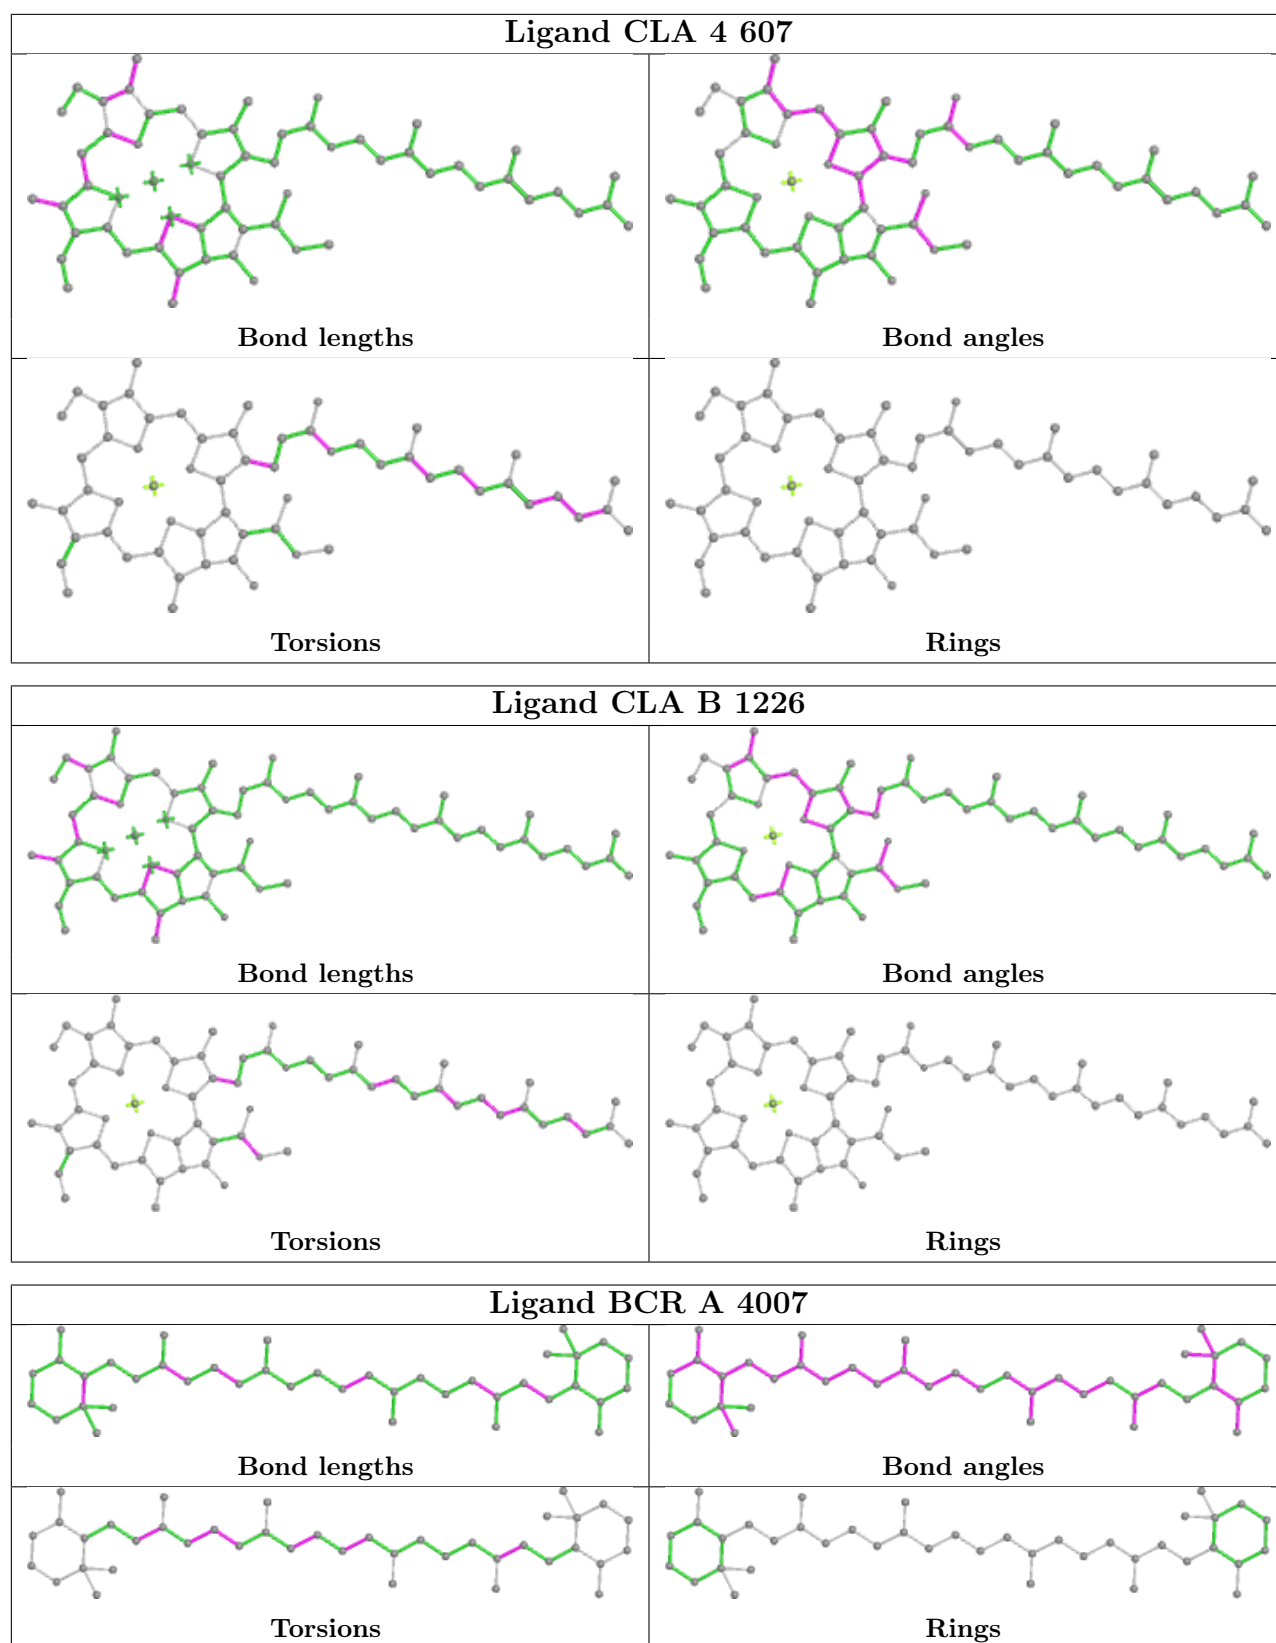 Ligand CLA 4 607
Bond lengths
Bond angles
Torsions
Rings
Ligand CLA B 1226
Bond lengths
Bond angles
Torsions
Rings
Ligand BCR A 4007
Bond lengths
Bond angles
Torsions
Rings